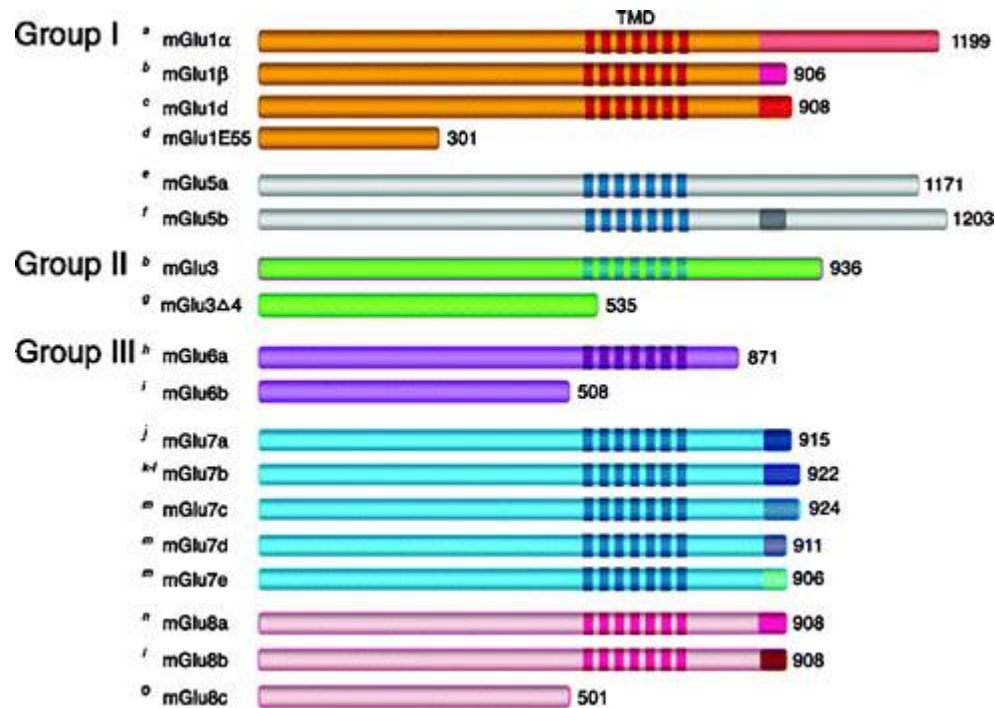 TMD
Group I a mGlu1α 1199
b mGlu1β 906
c mGlu1d 908
d mGlu1E55 301
e mGlu5a 1171
f mGlu5b 1203
Group II b mGlu3 936
g mGlu3Δ4 535
Group III h mGlu6a 871
i mGlu6b 508
j mGlu7a 915
k-l mGlu7b 922
m mGlu7c 924
m mGlu7d 911
m mGlu7e 906
n mGlu8a 908
i mGlu8b 908
o mGlu8c 501